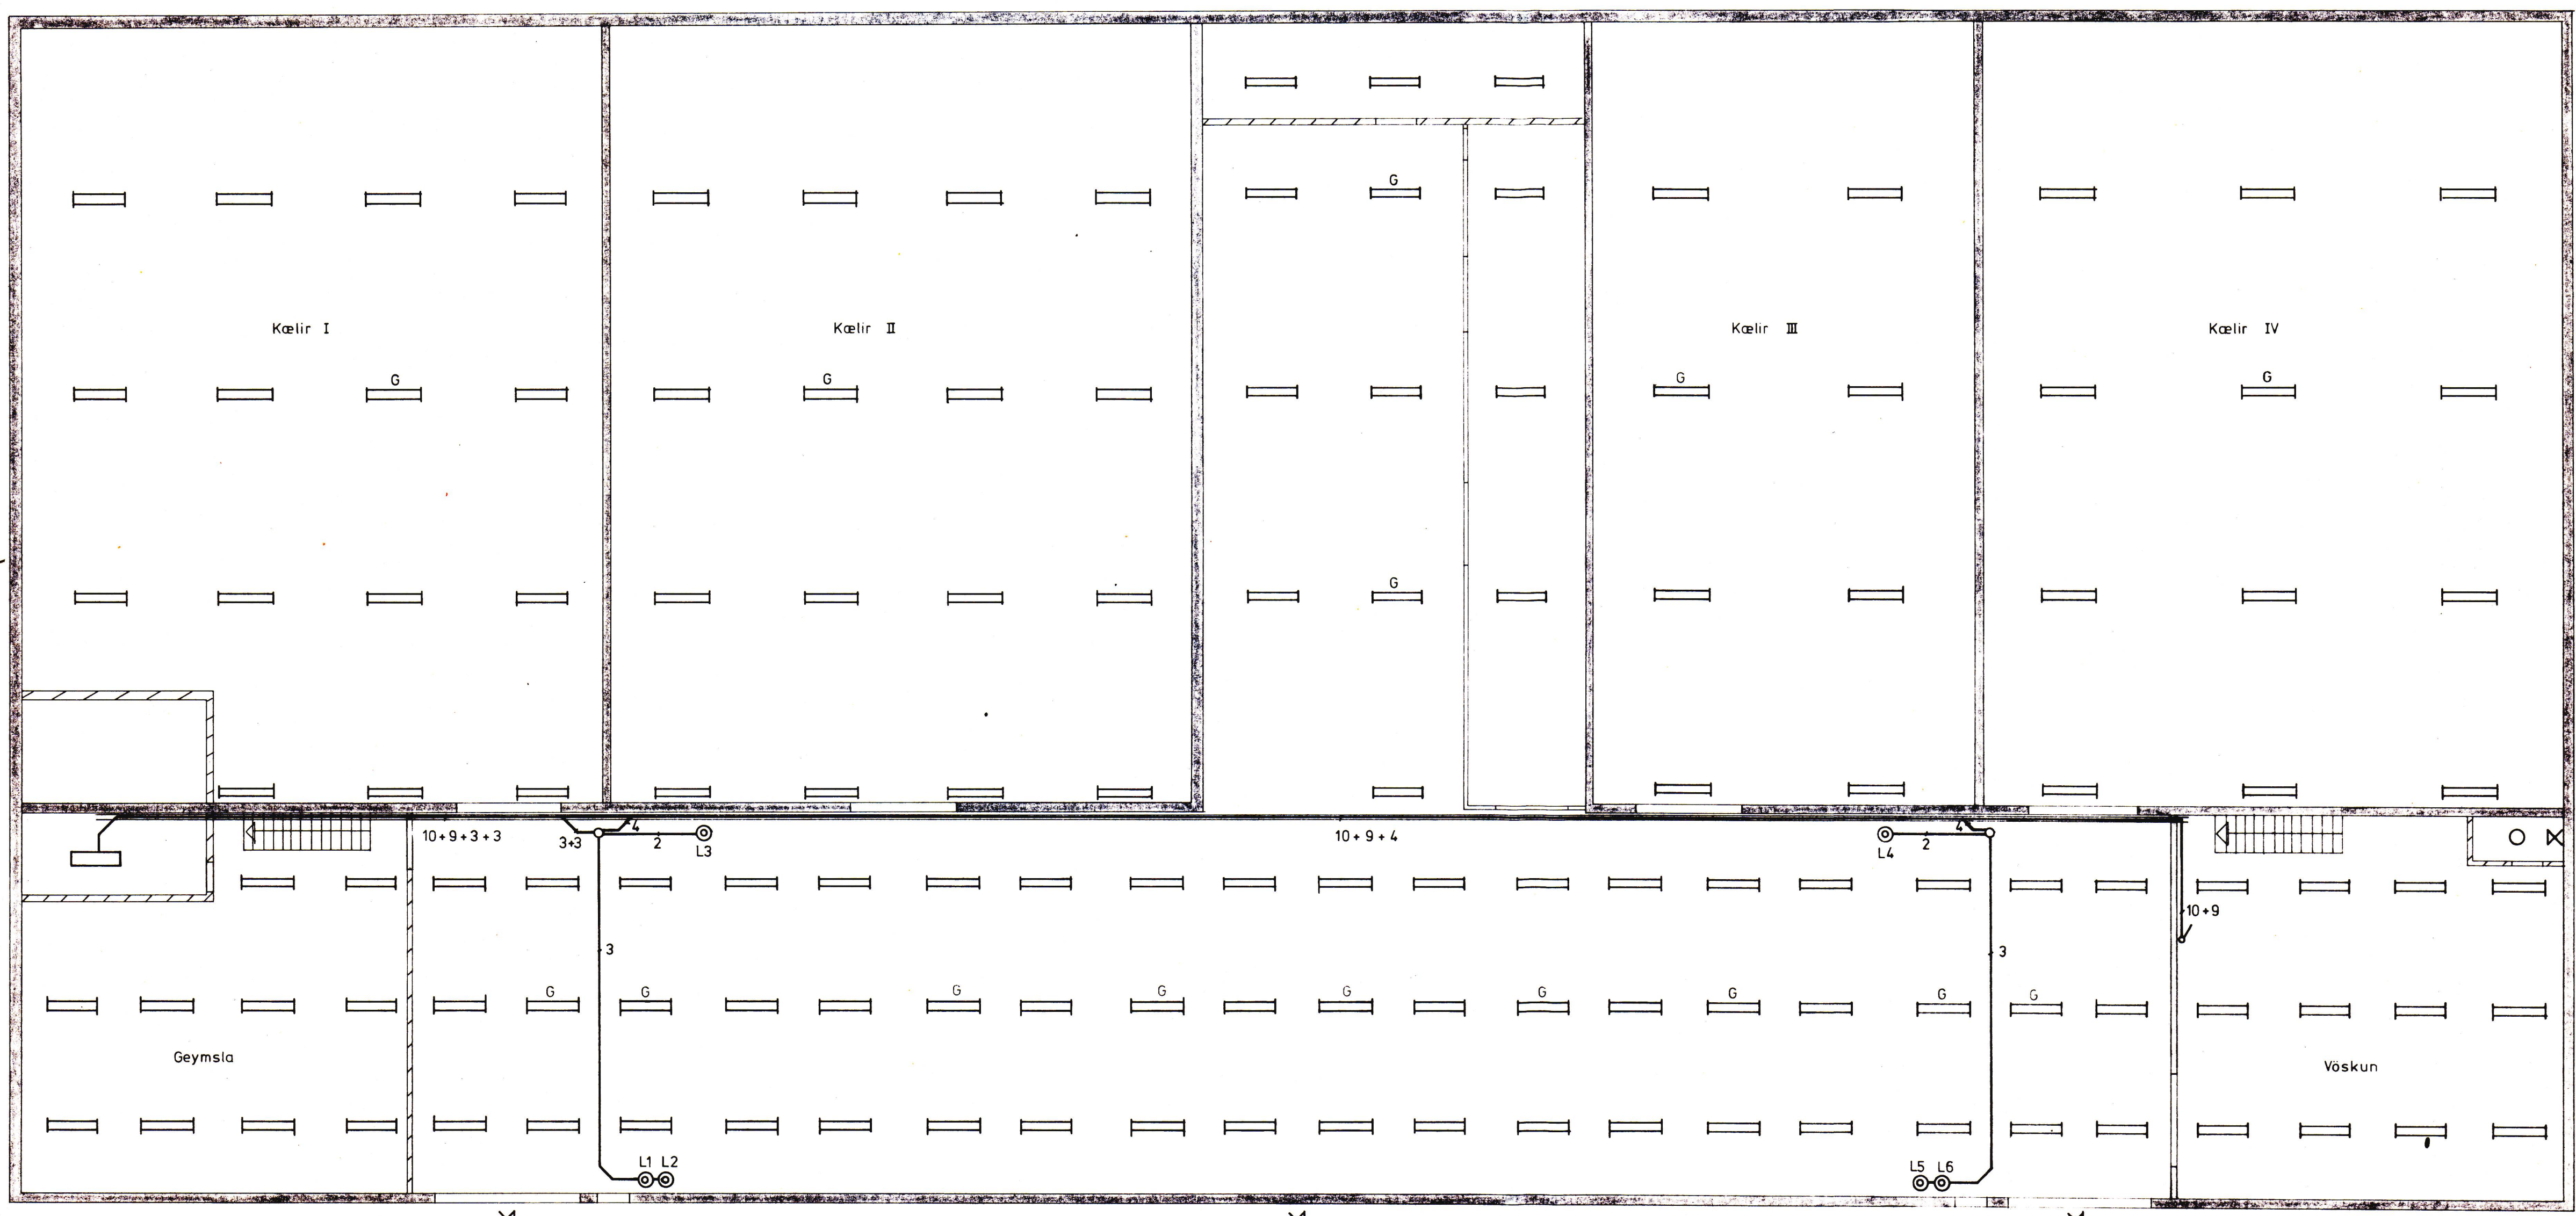 G
Kælir I
Kælir II
Kælir III
Kælir IV
G
G
G
G
G
10+9+3+3
3+3
4
2
L3
10+9+4
L4
2
4
10+9
3
3
G
G
G
G
G
G
G
G
G
Geymsla
Vöskun
L1 L2
L5 L6